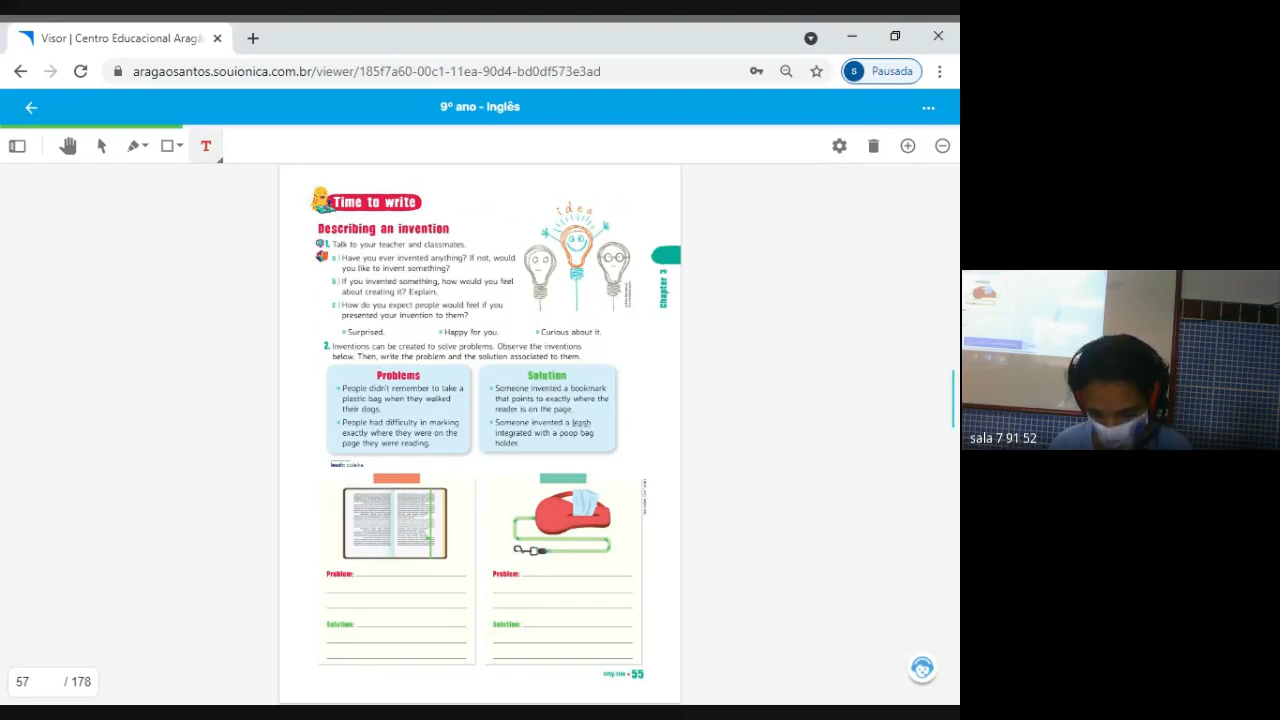 Visor | Centro Educacional Aragã
aragaosantos.souionica.com.br/viewer/185f7a60-00c1-11ea-90d4-bd0df573e3ad
S Pausada
9º ano - Inglês
T
Time to write
idea
Describing an invention
1. Talk to your teacher and classmates.
a) Have you ever invented anything? If not, would
you like to invent something?
b) If you invented something, how would you feel
about creating it? Explain.
c) How do you expect people would feel if you
presented your invention to them?
Surprised.
Happy for you.
Curious about it.
Chapter 3
2. Inventions can be created to solve problems. Observe the inventions
below. Then, write the problem and the solution associated to them.
Problems
People didn't remember to take a
plastic bag when they walked
their dogs.
People had difficulty in marking
exactly where they were on the
page they were reading.
Solution
Someone invented a bookmark
that points to exactly where the
reader is on the page.
Someone invented a leash
integrated with a poop bag
holder.
leash: coleira
Problem:
Solution:
Problem:
Solution:
fifty-five • 55
57 / 178
sala 7 91 52